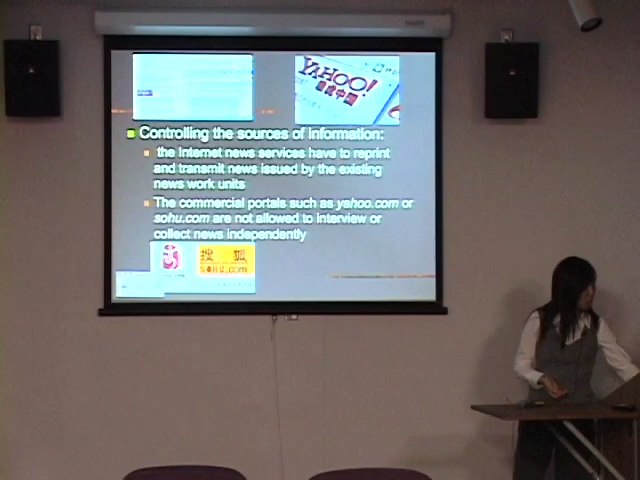 YAHOO!
中国
Controlling the sources of information:
the Internet news services have to reprint
and transmit news issued by the existing
news work units
The commercial portals such as yahoo.com or
sohu.com are not allowed to interview or
collect news independently
搜 狐